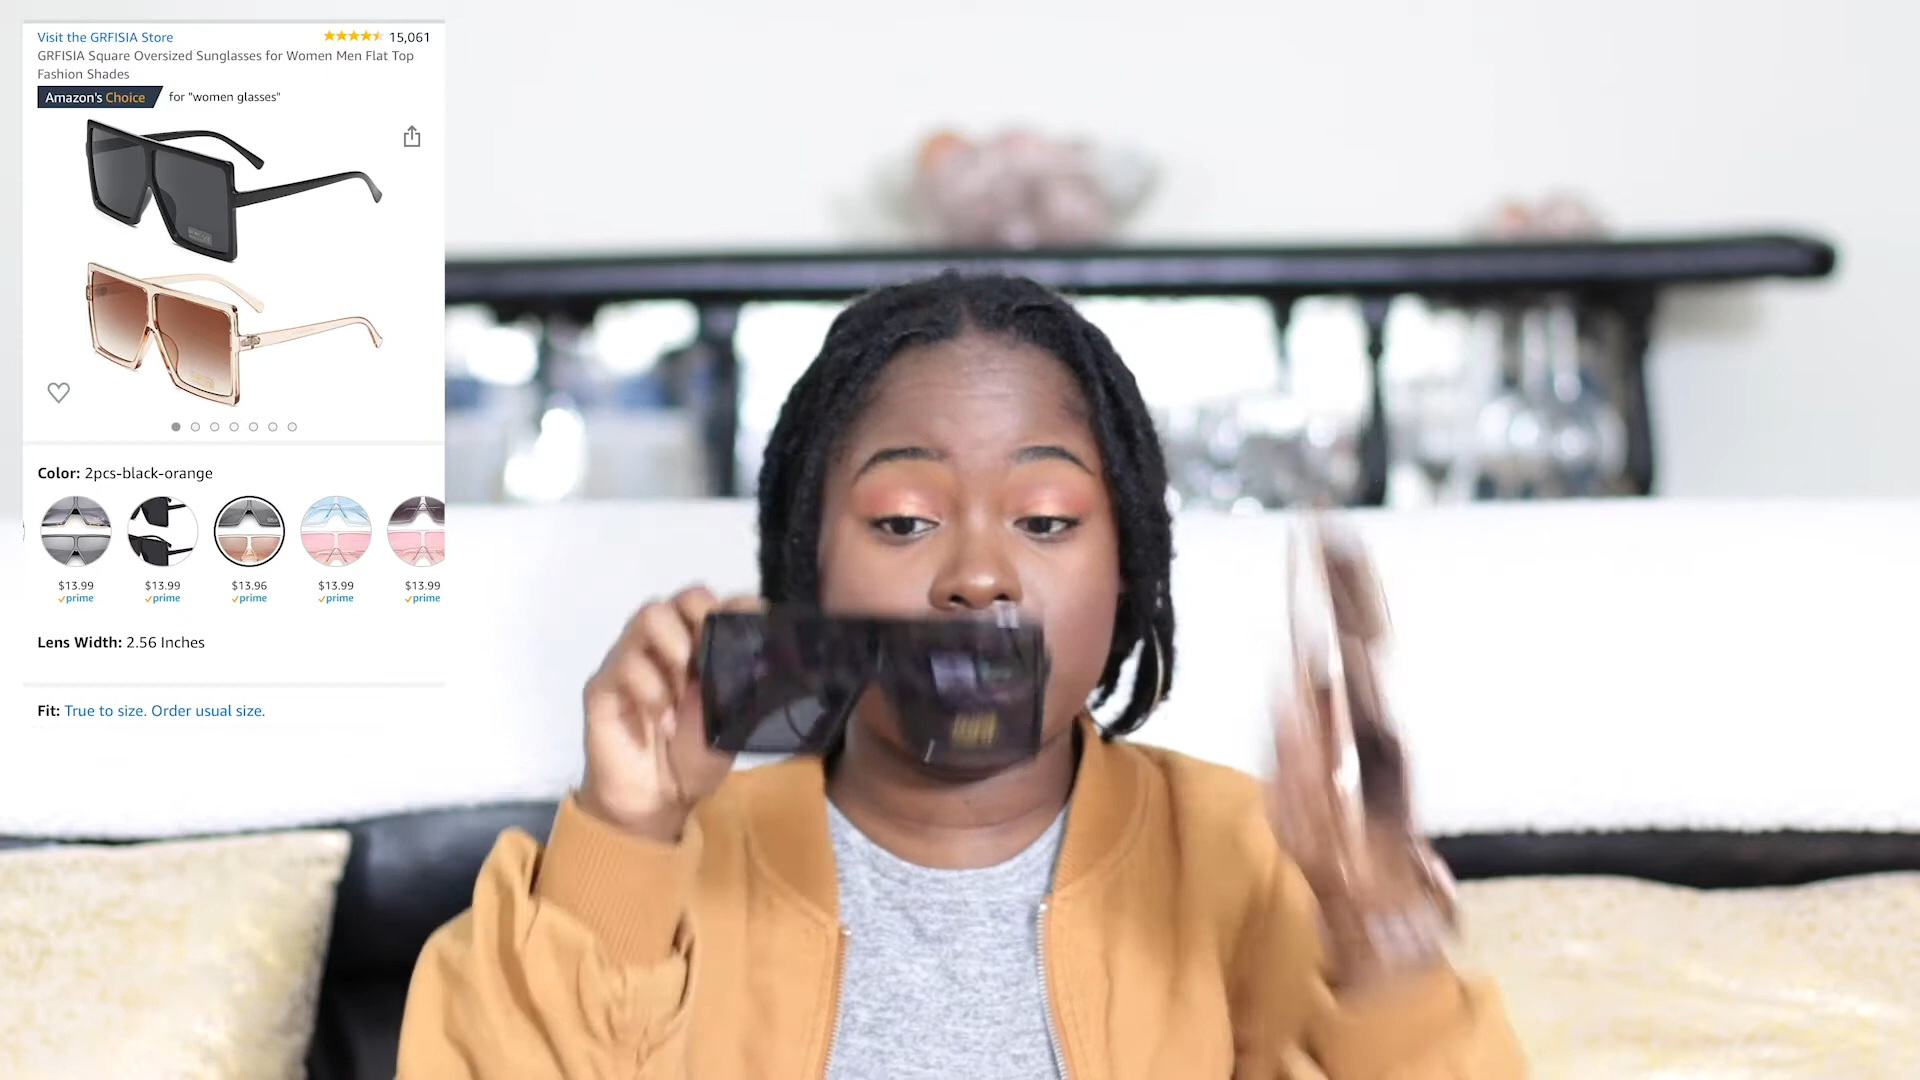 Visit the GRFISIA Store
15,061
GRFISIA Square Oversized Sunglasses for Women Men Flat Top
Fashion Shades
Amazon's Choice for "women glasses"
Color: 2pcs-black-orange
$13.99 $13.99 $13.96 $13.99 $13.99
prime prime prime prime prime
Lens Width: 2.56 Inches
Fit: True to size. Order usual size.